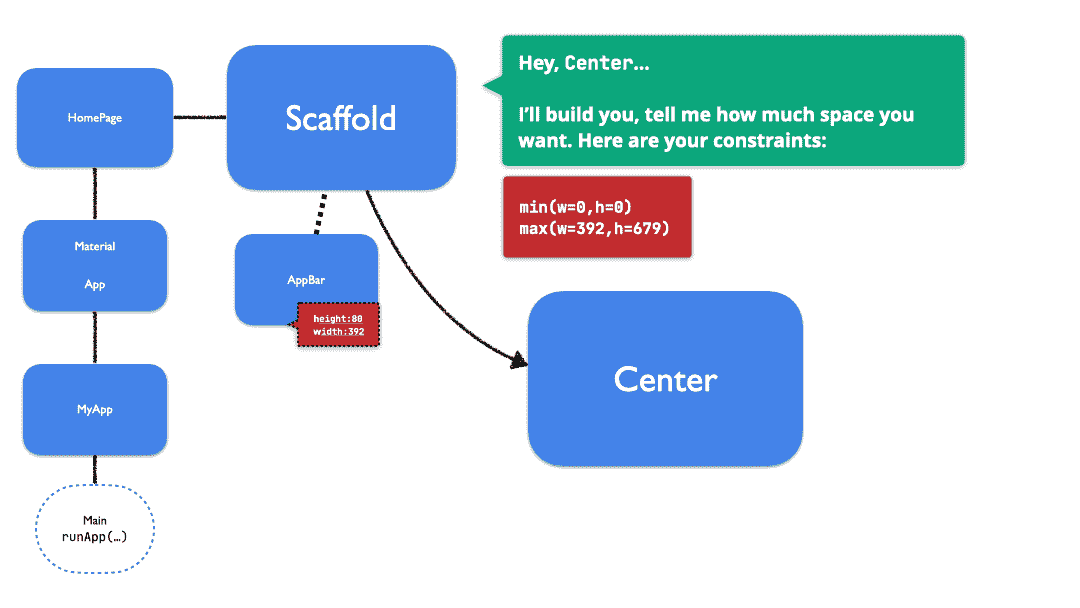 HomePage
Scaffold
Hey, Center…
I’ll build you, tell me how much space you
want. Here are your constraints:
min(w=0,h=0)
max(w=392,h=679)
Material
App
AppBar
height:80
width:392
Center
MyApp
Main
runApp(…)